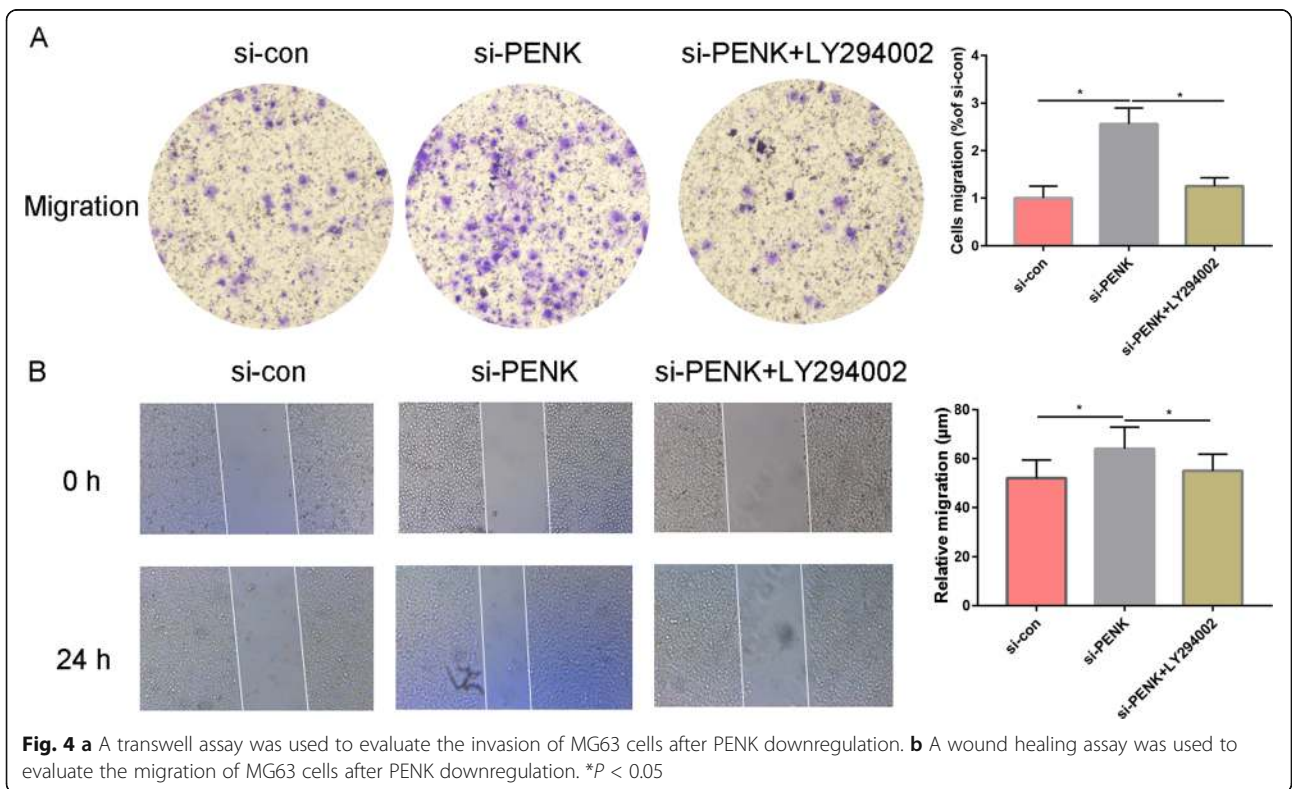 A
si-con
si-PENK
si-PENK+LY294002
Migration
Cells migration (%of si-con)
4
3
2
1
0
*
*
si-con
si-PENK
si-PENK+LY294002
B
si-con
si-PENK
si-PENK+LY294002
0 h
24 h
Relative migration (μm)
80
60
40
20
0
*
*
si-con
si-PENK
si-PENK+LY294002
Fig. 4 a A transwell assay was used to evaluate the invasion of MG63 cells after PENK downregulation. b A wound healing assay was used to
evaluate the migration of MG63 cells after PENK downregulation. *P < 0.05